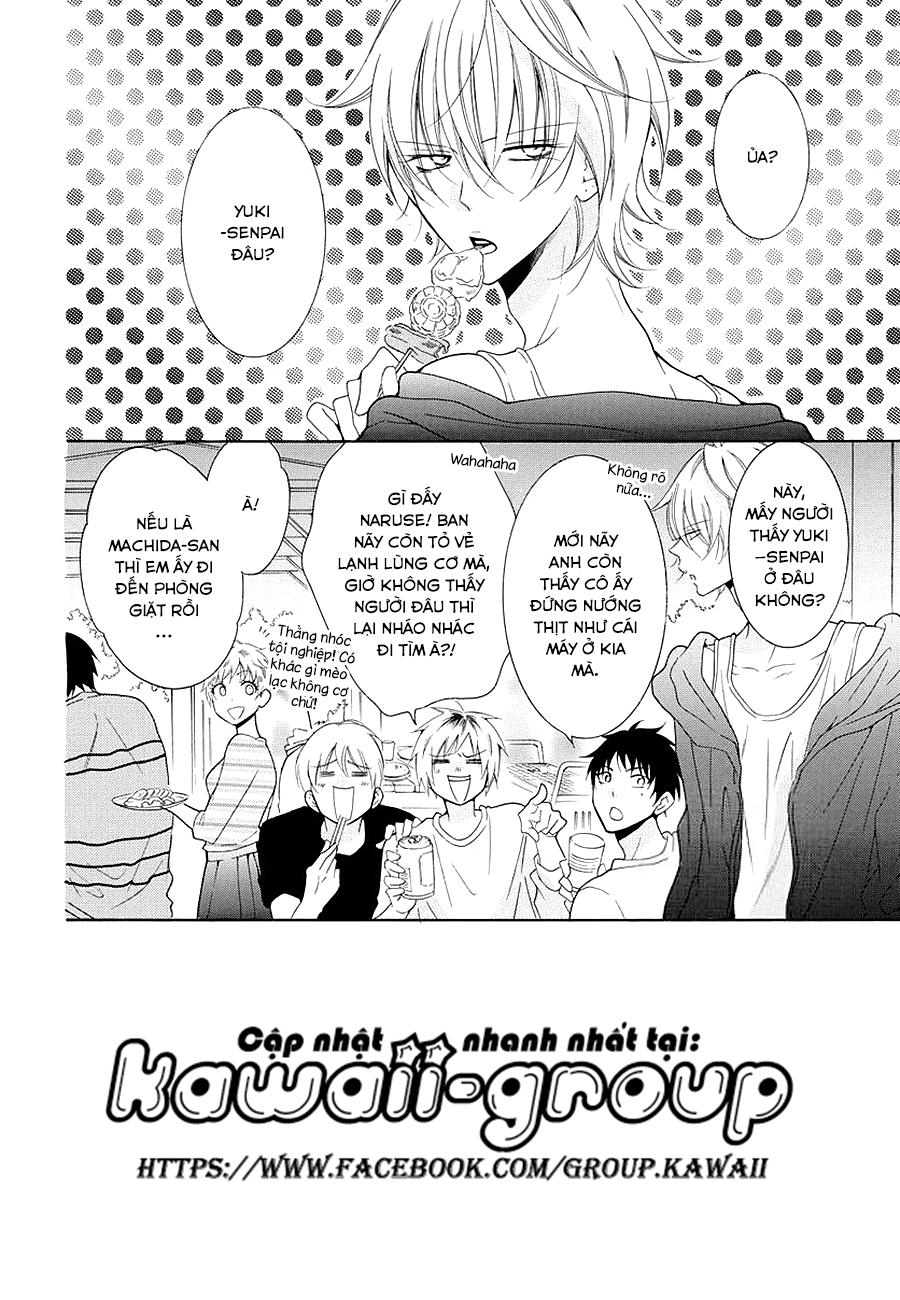 ỦA?
YUKI
-SENPAI
ĐÂU?
NÀY,
MẤY NGƯỜI
THẤY YUKI
–SENPAI
Ở ĐÂU
KHÔNG?
Không rõ
nữa...
MỚI NÃY
ANH CÒN
THẤY CÔ ẤY
ĐỨNG NƯỚNG
THỊT NHƯ CÁI
MÁY Ở KIA
MÀ.
Wahahaha
GÌ ĐẤY
NARUSE! BAN
NÃY CÒN TỎ VẺ
LẠNH LÙNG CƠ MÀ,
GIỜ KHÔNG THẤY
NGƯỜI ĐÂU THÌ
LẠI NHÁO NHÁC
ĐI TÌM À?!
Thằng nhóc
tội nghiệp! Có
khác gì mèo
lạc không cơ
chứ!
À!
NẾU LÀ
MACHIDA-SAN
THÌ EM ẤY ĐI
ĐẾN PHÒNG
GIẶT RỒI
...
Cập nhật nhanh nhất tại:
kawaii-group
HTTPS://WWW.FACEBOOK.COM/GROUP.KAWAII